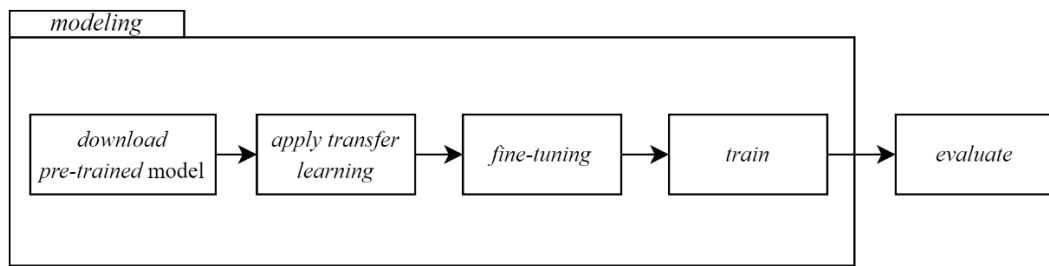 modeling
download
pre-trained model
apply transfer
learning
fine-tuning
train
evaluate